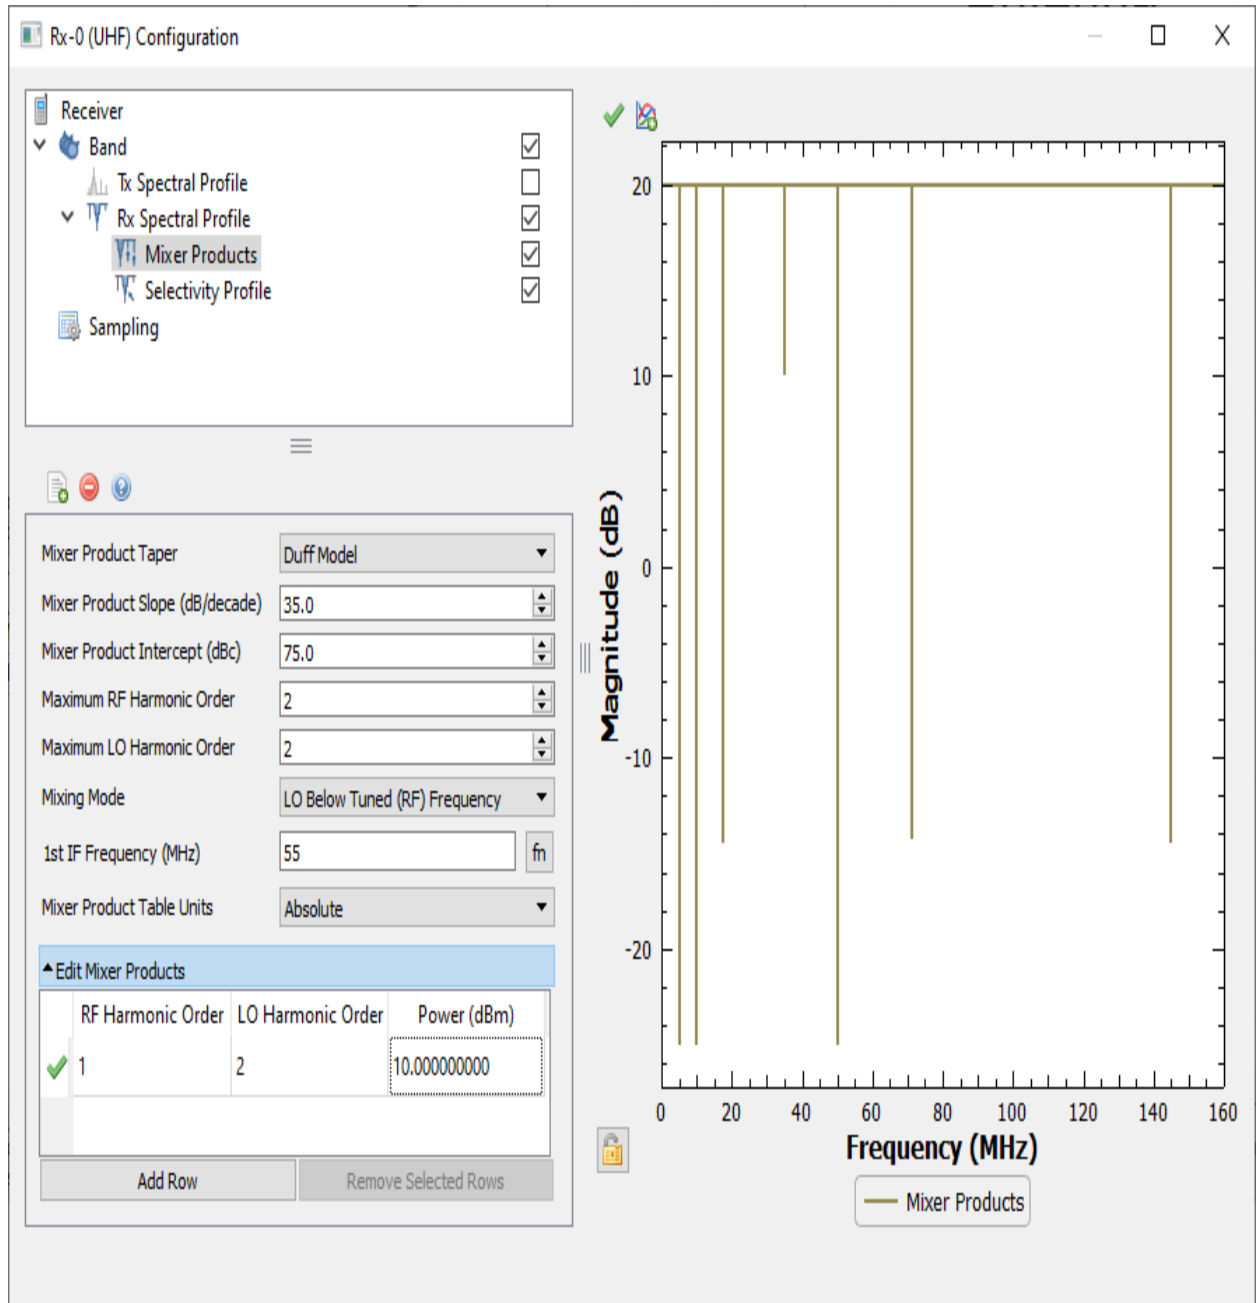 Rx-0 (UHF) Configuration
Receiver
Band
Tx Spectral Profile
Rx Spectral Profile
Mixer Products
Selectivity Profile
Sampling
Mixer Product Taper Duff Model
Mixer Product Slope (dB/decade) 35.0
Mixer Product Intercept (dBc) 75.0
Maximum RF Harmonic Order 2
Maximum LO Harmonic Order 2
Mixing Mode LO Below Tuned (RF) Frequency
1st IF Frequency (MHz) 55 fn
Mixer Product Table Units Absolute
Edit Mixer Products
RF Harmonic Order LO Harmonic Order Power (dBm)
1 2 10.000000000
Add Row Remove Selected Rows
Magnitude (dB)
20
10
0
-10
-20
0 20 40 60 80 100 120 140 160
Frequency (MHz)
Mixer Products